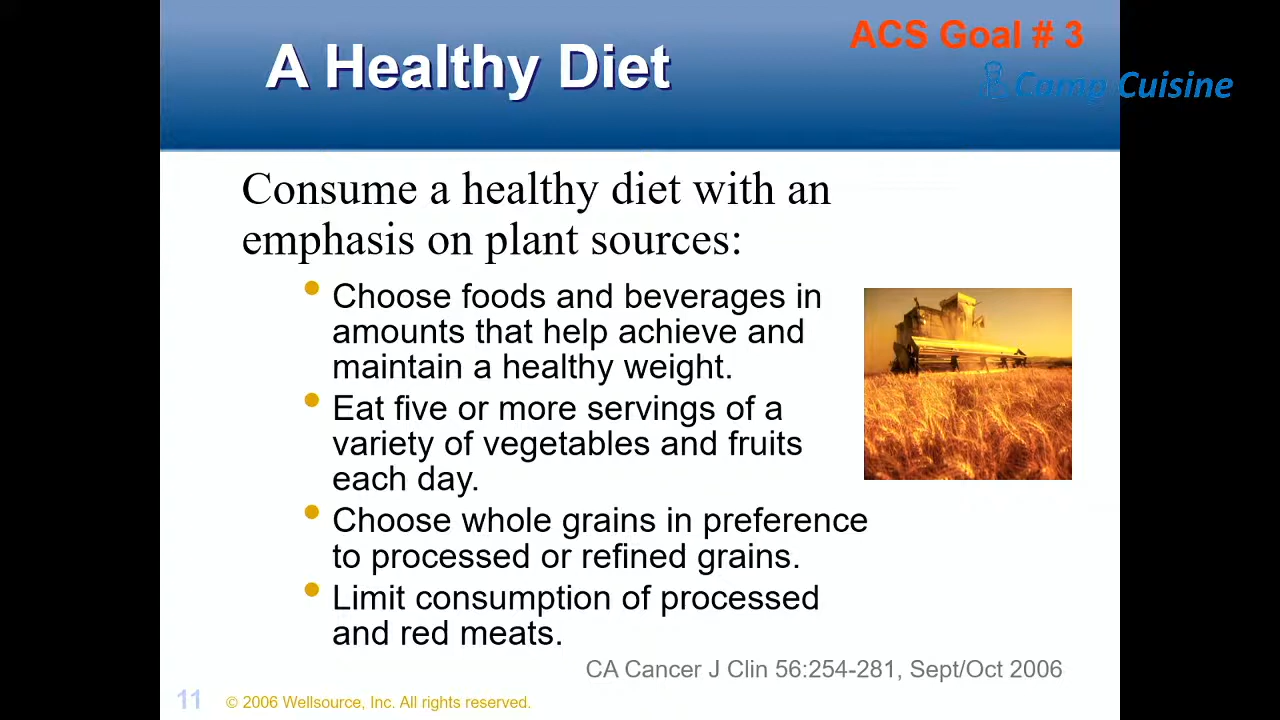 A Healthy Diet
ACS Goal # 3
Camp Cuisine
Consume a healthy diet with an
emphasis on plant sources:
• Choose foods and beverages in
amounts that help achieve and
maintain a healthy weight.
• Eat five or more servings of a
variety of vegetables and fruits
each day.
• Choose whole grains in preference
to processed or refined grains.
• Limit consumption of processed
and red meats.
CA Cancer J Clin 56:254-281, Sept/Oct 2006
11 © 2006 Wellsource, Inc. All rights reserved.